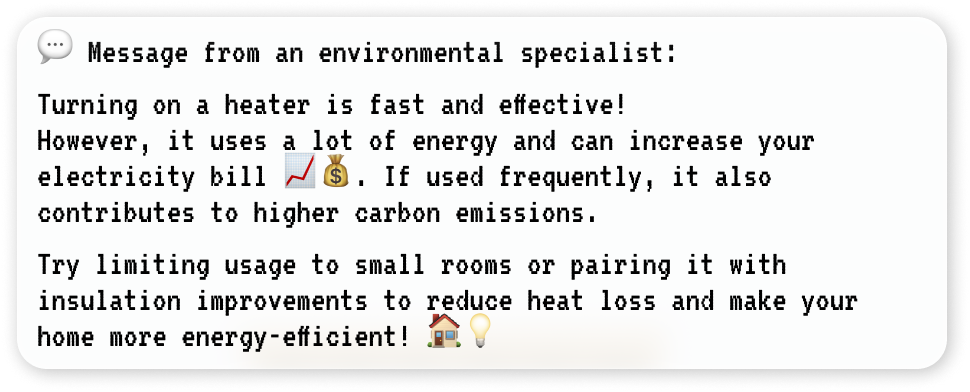 💬 Message from an environmental specialist:
Turning on a heater is fast and effective!
However, it uses a lot of energy and can increase your
electricity bill 📈💰. If used frequently, it also
contributes to higher carbon emissions.
Try limiting usage to small rooms or pairing it with
insulation improvements to reduce heat loss and make your
home more energy-efficient! 🏠💡